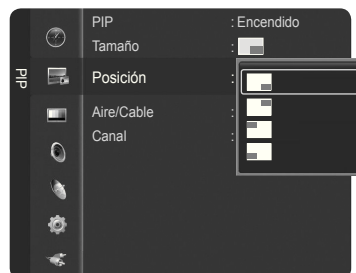 PIP
PIP : Encendido
Tamaño :
Posición :
Aire/Cable :
Canal :